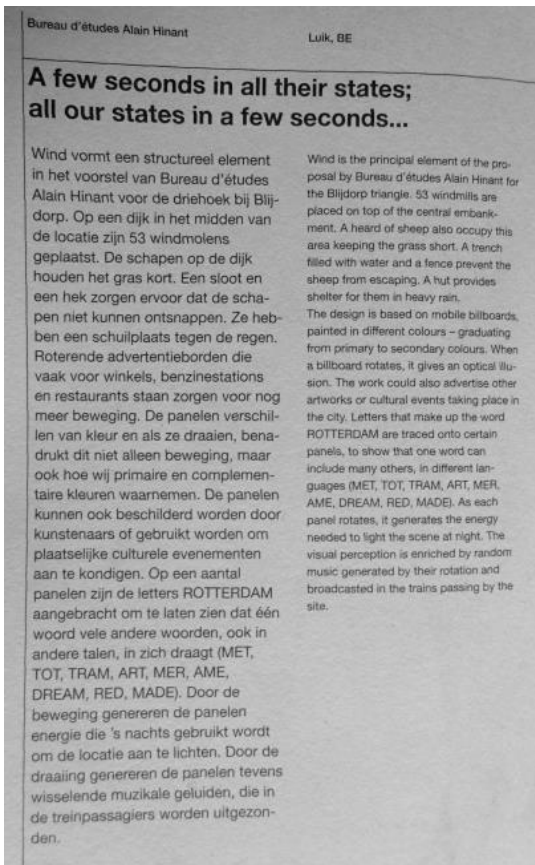 Bureau d'études Alain Hinant
Luik, BE
A few seconds in all their states;
all our states in a few seconds...
Wind vormt een structureel element
in het voorstel van Bureau d'études
Alain Hinant voor de driehoek bij Blij-
dorp. Op een dijk in het midden van
de locatie zijn 53 windmolens
geplaatst. De schapen op de dijk
houden het gras kort. Een sloot en
een hek zorgen ervoor dat de scha-
pen niet kunnen ontsnappen. Ze heb-
ben een schuilplaats tegen de regen.
Roterende advertentieborden die
vaak voor winkels, benzinestations
en restaurants staan zorgen voor nog
meer beweging. De panelen verschil-
len van kleur en als ze draaien, bena-
drukt dit niet alleen beweging, maar
ook hoe wij primaire en complemen-
taire kleuren waarnemen. De panelen
kunnen ook beschilderd worden door
kunstenaars of gebruikt worden om
plaatselijke culturele evenementen
aan te kondigen. Op een aantal
panelen zijn de letters ROTTERDAM
aangebracht om te laten zien dat één
woord vele andere woorden, ook in
andere talen, in zich draagt (MET,
TOT, TRAM, ART, MER, AME,
DREAM, RED, MADE). Door de
beweging genereren de panelen
energie die 's nachts gebruikt wordt
om de locatie aan te lichten. Door de
draaiing genereren de panelen tevens
wisselende muzikale geluiden, die in
de treinpassagiers worden uitgezon-
den.
Wind is the principal element of the pro-
posal by Bureau d'études Alain Hinant for
the Blijdorp triangle. 53 windmills are
placed on top of the central embank-
ment. A heard of sheep also occupy this
area keeping the grass short. A trench
filled with water and a fence prevent the
sheep from escaping. A hut provides
shelter for them in heavy rain.
The design is based on mobile billboards,
painted in different colours – graduating
from primary to secondary colours. When
a billboard rotates, it gives an optical illu-
sion. The work could also advertise other
artworks or cultural events taking place in
the city. Letters that make up the word
ROTTERDAM are traced onto certain
panels, to show that one word can
include many others, in different lan-
guages (MET, TOT, TRAM, ART, MER,
AME, DREAM, RED, MADE). As each
panel rotates, it generates the energy
needed to light the scene at night. The
visual perception is enriched by random
music generated by their rotation and
broadcasted in the trains passing by the
site.